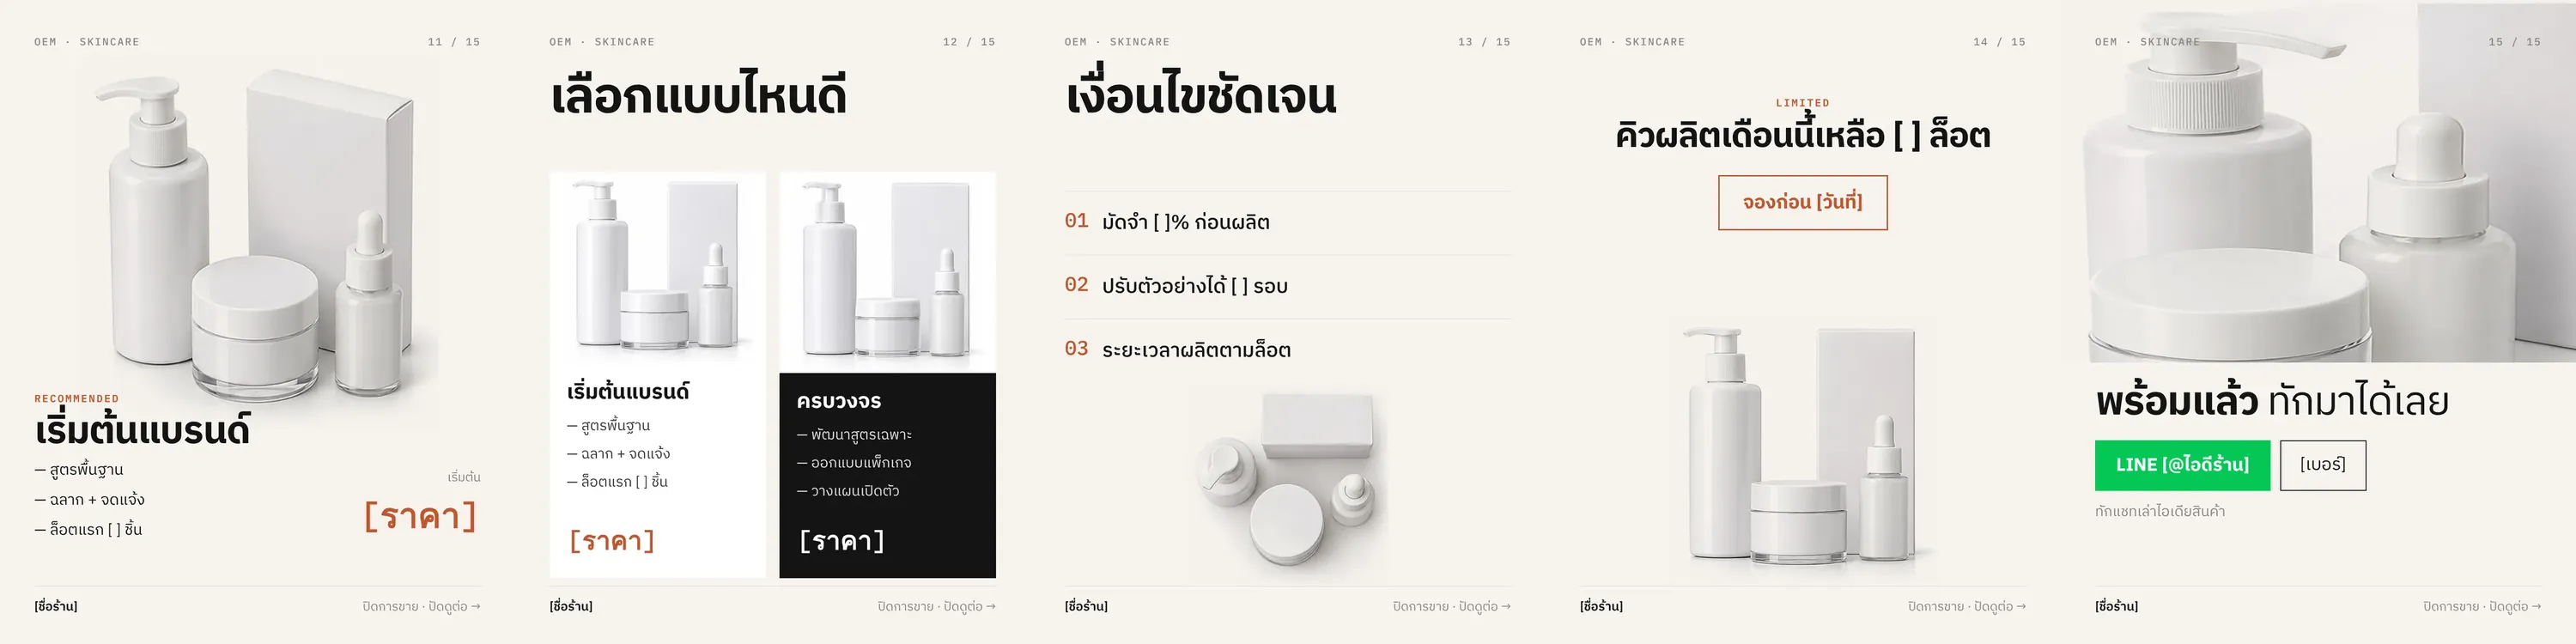 OEM · SKINCARE
11 / 15
RECOMMENDED
เริ่มต้นแบรนด์
— สูตรพื้นฐาน
— ฉลาก + จดแจ้ง
— ล็อตแรก [ ] ชิ้น
เริ่มต้น
[ราคา]
[ชื่อร้าน]
ปิดการขาย · ปัดดูต่อ →
OEM · SKINCARE
12 / 15
เลือกแบบไหนดี
เริ่มต้นแบรนด์
— สูตรพื้นฐาน
— ฉลาก + จดแจ้ง
— ล็อตแรก [ ] ชิ้น
[ราคา]
ครบวงจร
— พัฒนาสูตรเฉพาะ
— ออกแบบแพ็กเกจ
— วางแผนเปิดตัว
[ราคา]
[ชื่อร้าน]
ปิดการขาย · ปัดดูต่อ →
OEM · SKINCARE
13 / 15
เงื่อนไขชัดเจน
01 มัดจำ [ ]% ก่อนผลิต
02 ปรับตัวอย่างได้ [ ] รอบ
03 ระยะเวลาผลิตตามล็อต
[ชื่อร้าน]
ปิดการขาย · ปัดดูต่อ →
OEM · SKINCARE
14 / 15
LIMITED
คิวผลิตเดือนนี้เหลือ [ ] ล็อต
จองก่อน [วันที่]
[ชื่อร้าน]
ปิดการขาย · ปัดดูต่อ →
OEM · SKINCARE
15 / 15
พร้อมแล้ว ทักมาได้เลย
LINE [@ไอดีร้าน]
[เบอร์]
ทักแชทเล่าไอเดียสินค้า
[ชื่อร้าน]
ปิดการขาย · ปัดดูต่อ →